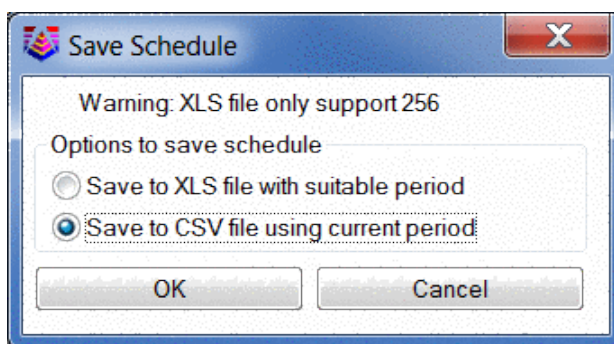 Save Schedule
Warning: XLS file only support 256
Options to save schedule
Save to XLS file with suitable period
Save to CSV file using current period
OK Cancel